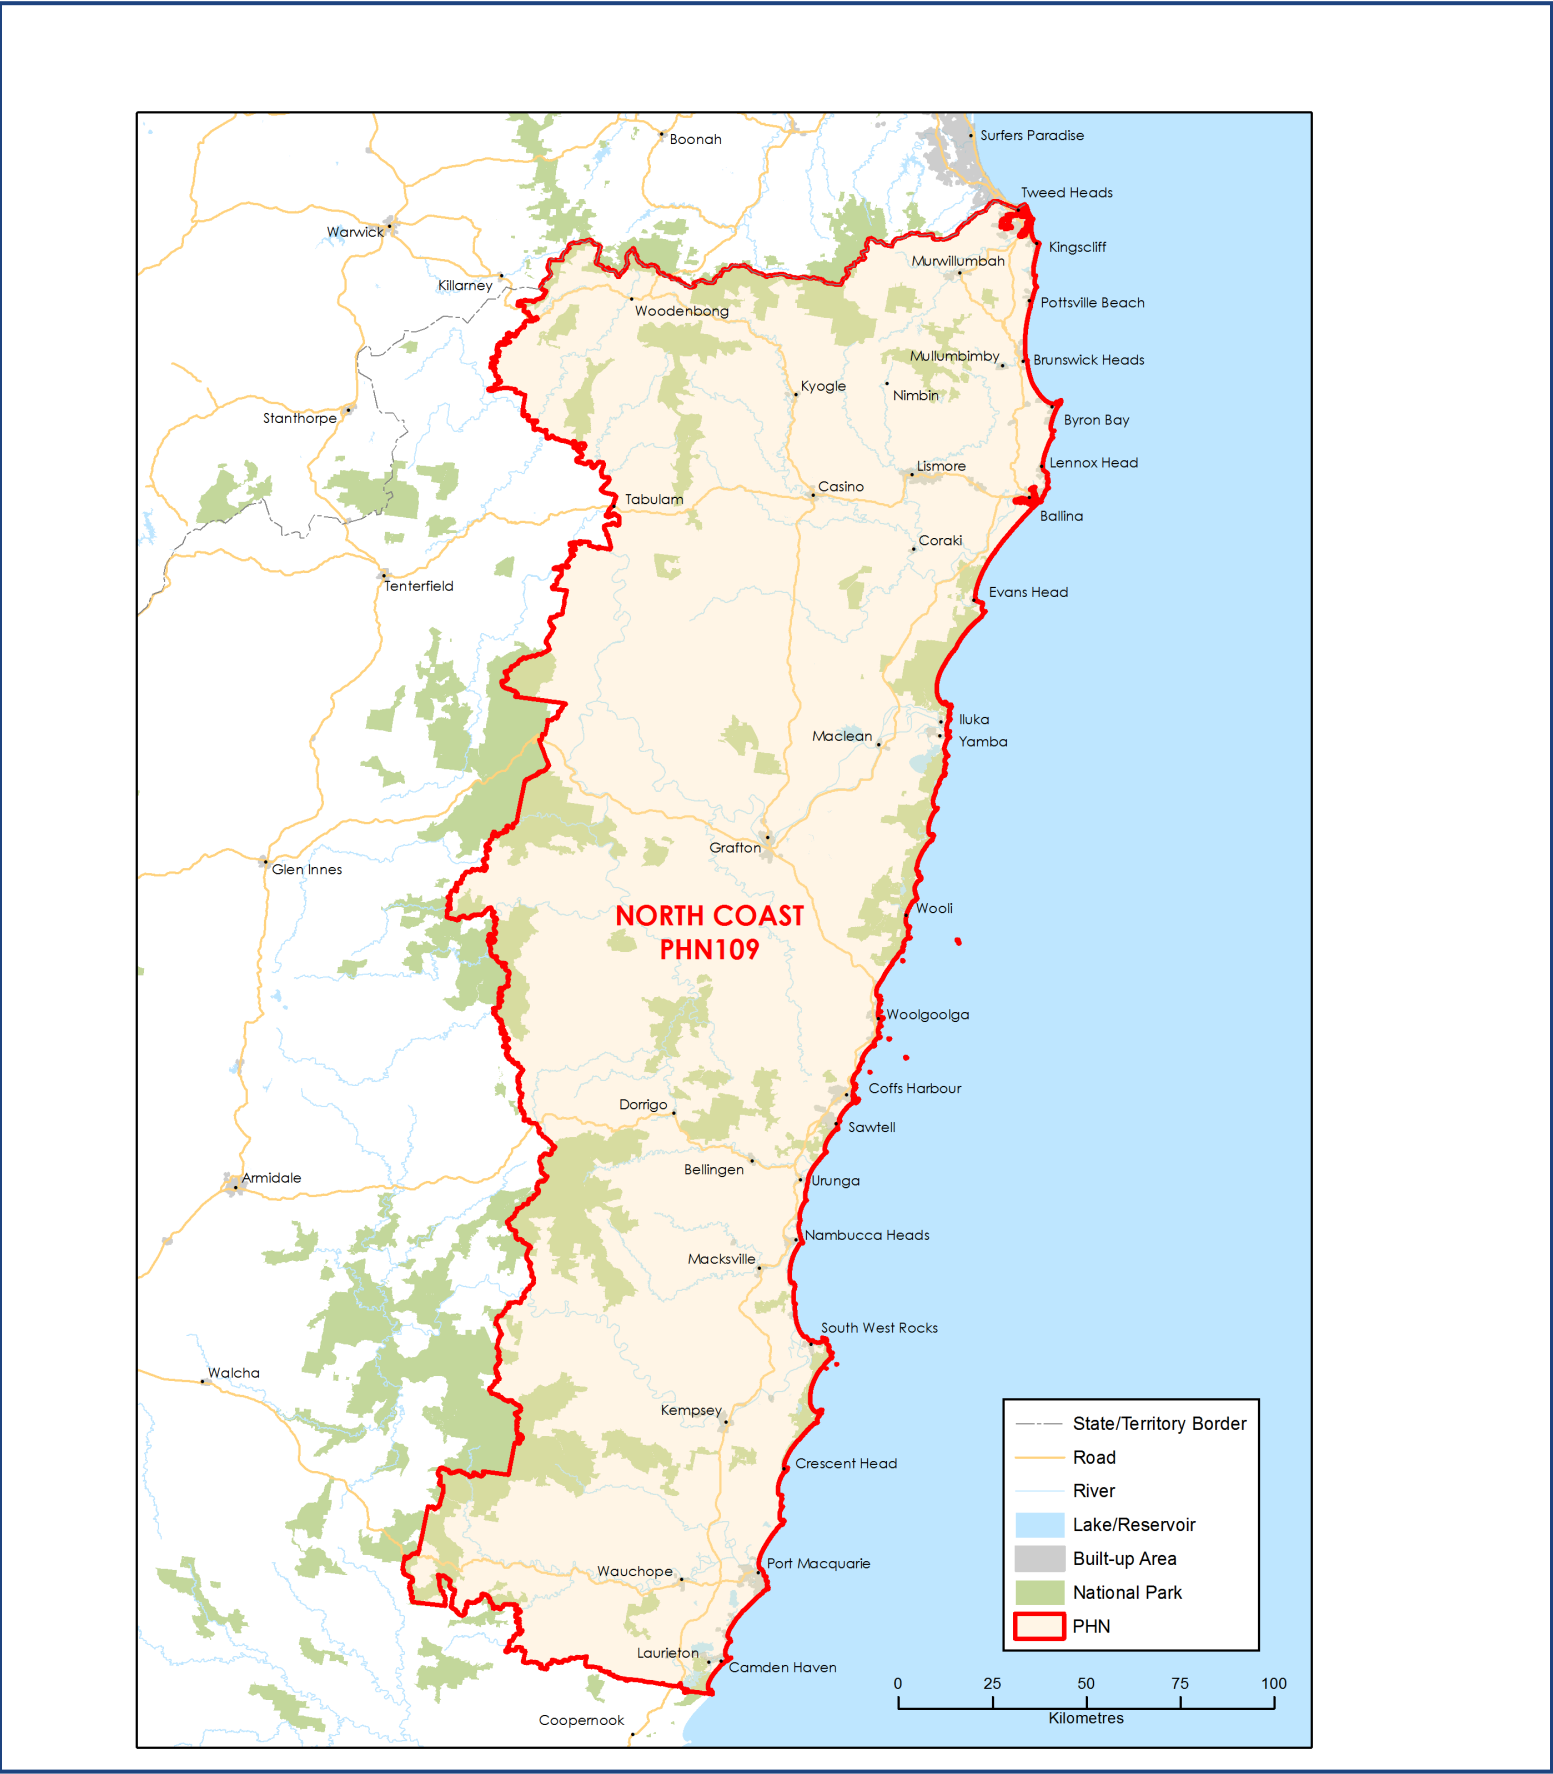 Boonah
Surfers Paradise
Tweed Heads
Warwick
Kingscliff
Murwillumbah
Killarney
Pottsville Beach
Woodenbong
Mullumbimby
Brunswick Heads
Kyogle
Nimbin
Stanthorpe
Byron Bay
Lennox Head
Lismore
Casino
Tabulam
Ballina
Coraki
Tenterfield
Evans Head
Iluka
Maclean
Yamba
Grafton
Glen Innes
Wooli
NORTH COAST
PHN109
Woolgoolga
Coffs Harbour
Dorrigo
Sawtell
Bellingen
Armidale
Urunga
Nambucca Heads
Macksville
South West Rocks
Walcha
Kempsey
Crescent Head
Port Macquarie
Wauchope
Laurieton
Camden Haven
Coopernook
State/Territory Border
Road
River
Lake/Reservoir
Built-up Area
National Park
PHN
0 25 50 75 100
Kilometres